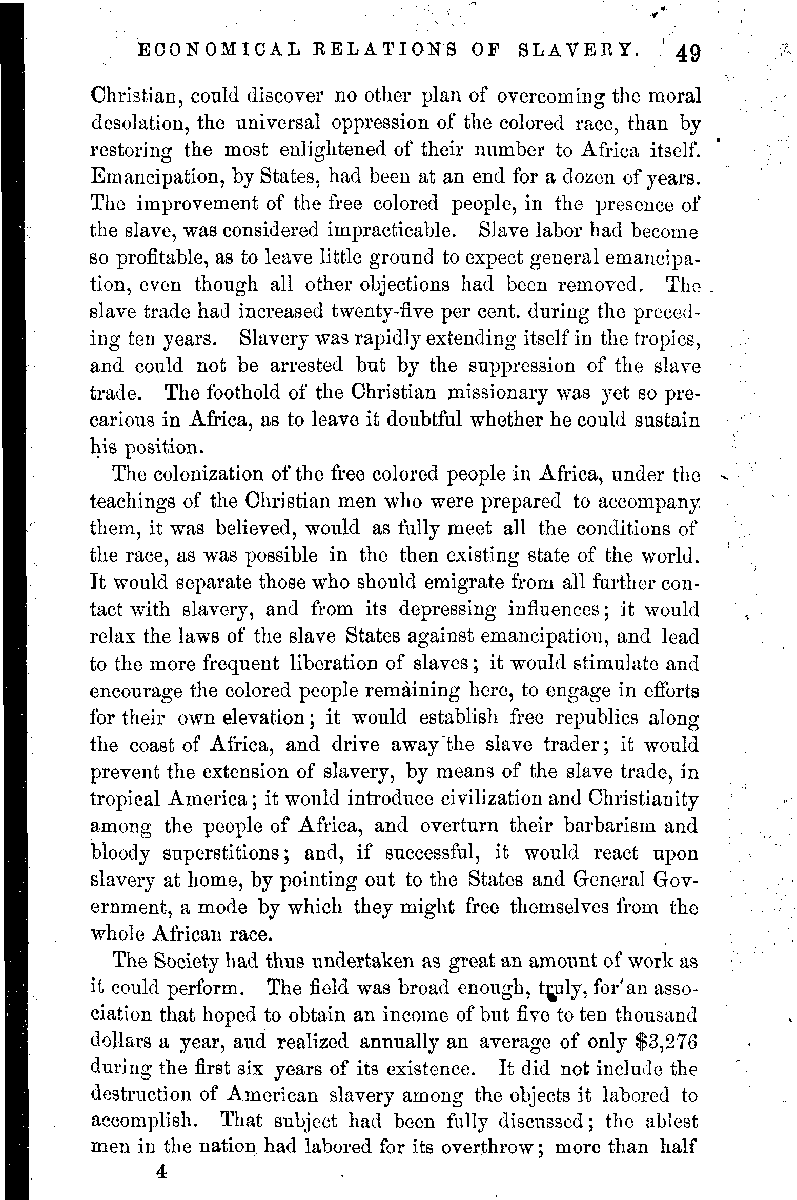 ECONOMICAL RELATIONS OF SLAVERY. 49
Christian, could discover no other plan of overcoming the moral
desolation, the universal oppression of the colored race, than by
restoring the most enlightened of their number to Africa itself.
Emancipation, by States, had been at an end for a dozen of years.
The improvement of the free colored people, in the presence of
the slave, was considered impracticable. Slave labor had become
so profitable, as to leave little ground to expect general emancipa-
tion, even though all other objections had been removed. The
slave trade had increased twenty-five per cent. during the preced-
ing ten years. Slavery was rapidly extending itself in the tropics,
and could not be arrested but by the suppression of the slave
trade. The foothold of the Christian missionary was yet so pre-
carious in Africa, as to leave it doubtful whether he could sustain
his position.
The colonization of the free colored people in Africa, under the
teachings of the Christian men who were prepared to accompany
them, it was believed, would as fully meet all the conditions of
the race, as was possible in the then existing state of the world.
It would separate those who should emigrate from all further con-
tact with slavery, and from its depressing influences; it would
relax the laws of the slave States against emancipation, and lead
to the more frequent liberation of slaves; it would stimulate and
encourage the colored people remaining here, to engage in efforts
for their own elevation; it would establish free republics along
the coast of Africa, and drive away the slave trader; it would
prevent the extension of slavery, by means of the slave trade, in
tropical America; it would introduce civilization and Christianity
among the people of Africa, and overturn their barbarism and
bloody superstitions; and, if successful, it would react upon
slavery at home, by pointing out to the States and General Gov-
ernment, a mode by which they might free themselves from the
whole African race.
The Society had thus undertaken as great an amount of work as
it could perform. The field was broad enough, truly, for an asso-
ciation that hoped to obtain an income of but five to ten thousand
dollars a year, and realized annually an average of only $3,276
during the first six years of its existence. It did not include the
destruction of American slavery among the objects it labored to
accomplish. That subject had been fully discussed; the ablest
men in the nation had labored for its overthrow; more than half
4